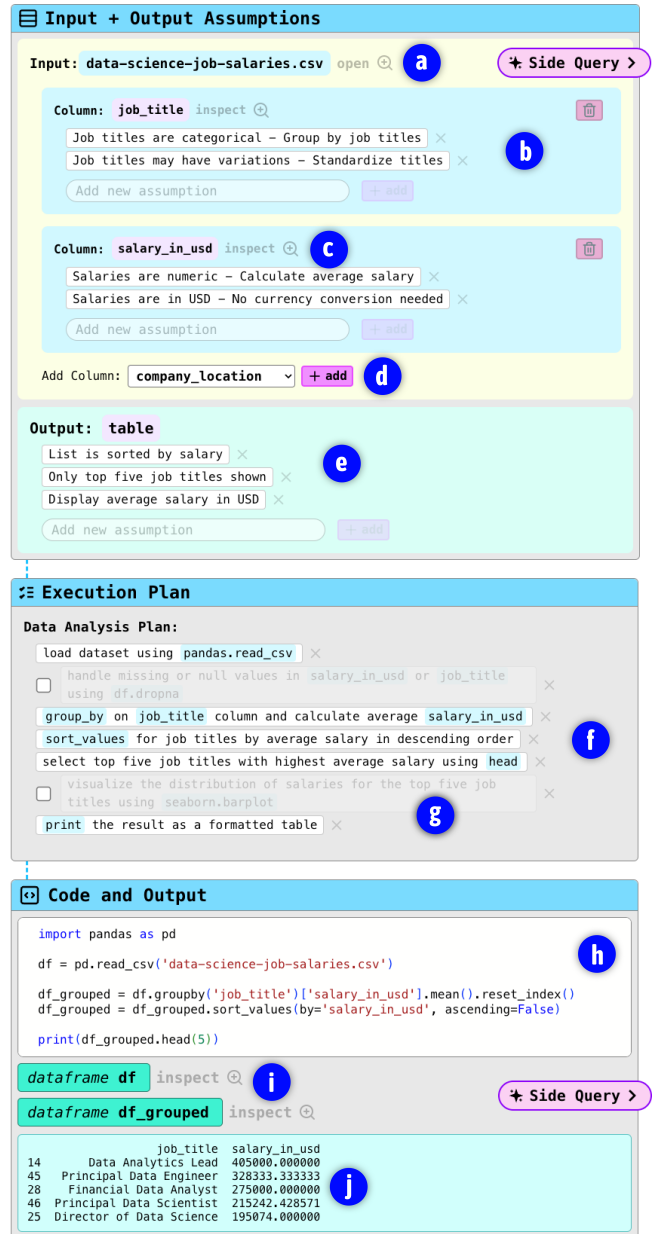 Input + Output Assumptions
Input: data-science-job-salaries.csv open a
Side Query
Column: job_title inspect
Job titles are categorical – Group by job titles
b
Job titles may have variations – Standardize titles
Add new assumption + add
Column: salary_in_usd inspect c
Salaries are numeric – Calculate average salary
Salaries are in USD – No currency conversion needed
Add new assumption + add
Add Column: company_location + add d
Output: table
List is sorted by salary
e
Only top five job titles shown
Display average salary in USD
Add new assumption + add
Execution Plan
Data Analysis Plan:
load dataset using pandas.read_csv
handle missing or null values in salary_in_usd or job_title
using df.dropna
group_by on job_title column and calculate average salary_in_usd
sort_values for job titles by average salary in descending order
f
select top five job titles with highest average salary using head
visualize the distribution of salaries for the top five job
titles using seaborn.barplot
g
print the result as a formatted table
Code and Output
import pandas as pd
h
df = pd.read_csv('data-science-job-salaries.csv')
df_grouped = df.groupby('job_title')['salary_in_usd'].mean().reset_index()
df_grouped = df_grouped.sort_values(by='salary_in_usd', ascending=False)
print(df_grouped.head(5))
dataframe df inspect i
Side Query
dataframe df_grouped inspect
job_title salary_in_usd
14 Data Analytics Lead 405000.000000
45 Principal Data Engineer 328333.333333
28 Financial Data Analyst 275000.000000
j
46 Principal Data Scientist 215242.428571
25 Director of Data Science 195074.000000